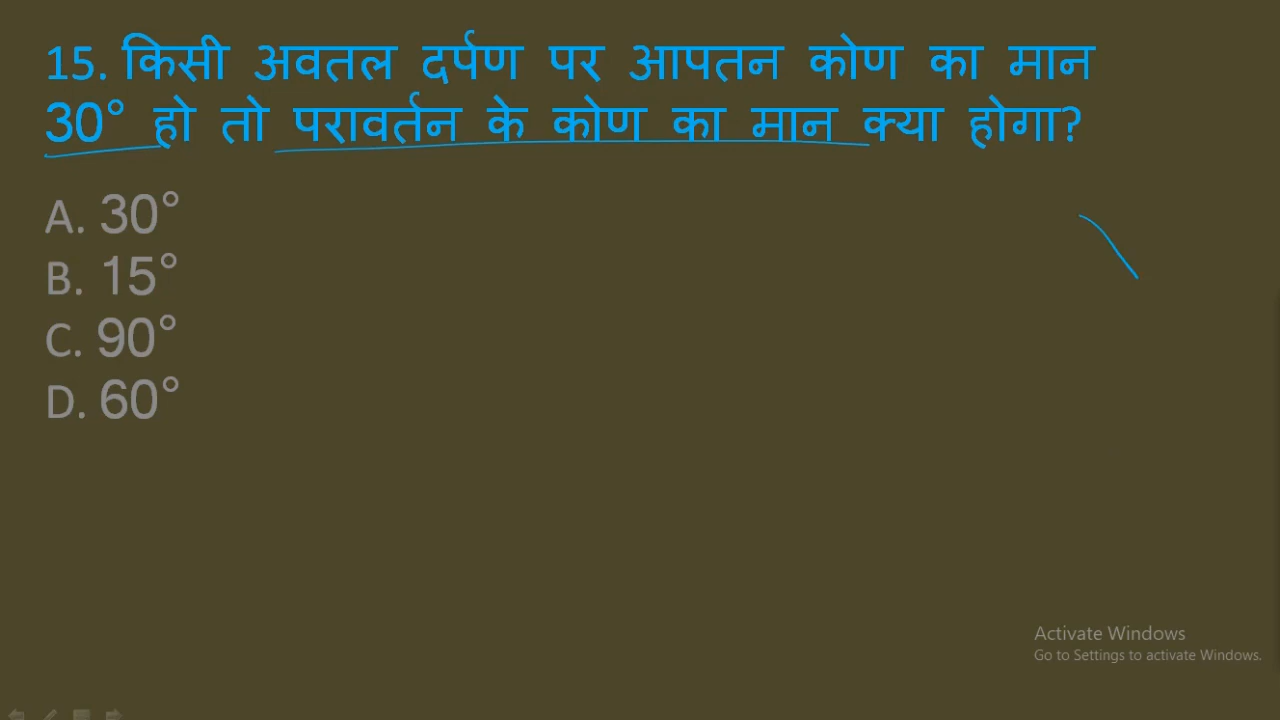 15. किसी अवतल दर्पण पर आपतन कोण का मान
30° हो तो परावर्तन के कोण का मान क्या होगा?
A. 30°
B. 15°
C. 90°
D. 60°
Activate Windows
Go to Settings to activate Windows.